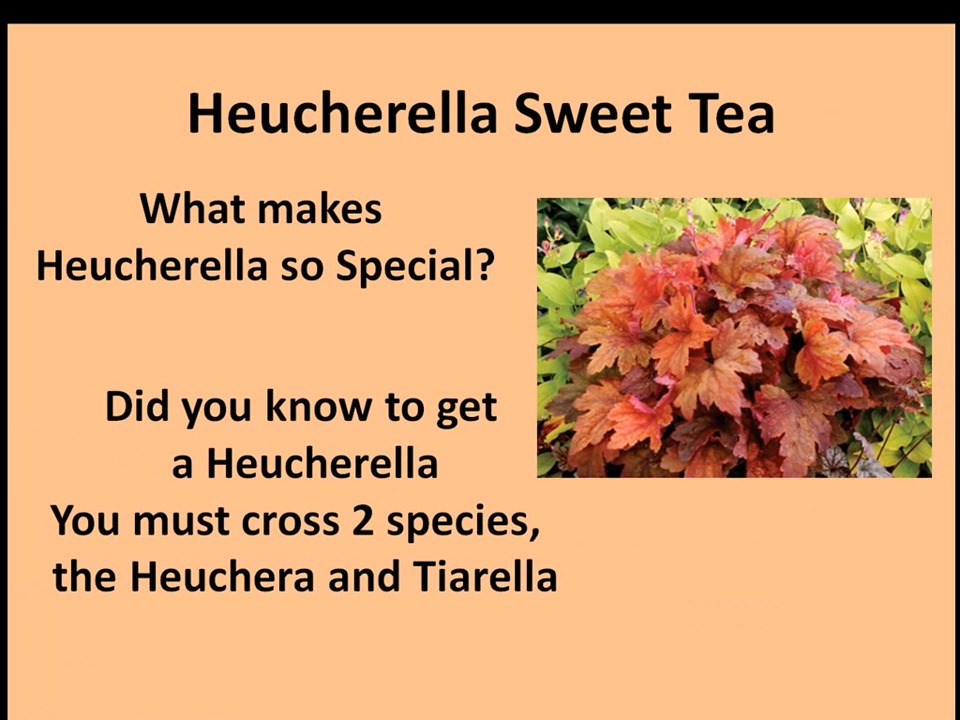 Heucherella Sweet Tea
What makes
Heucherella so Special?
Did you know to get
a Heucherella
You must cross 2 species,
the Heuchera and Tiarella